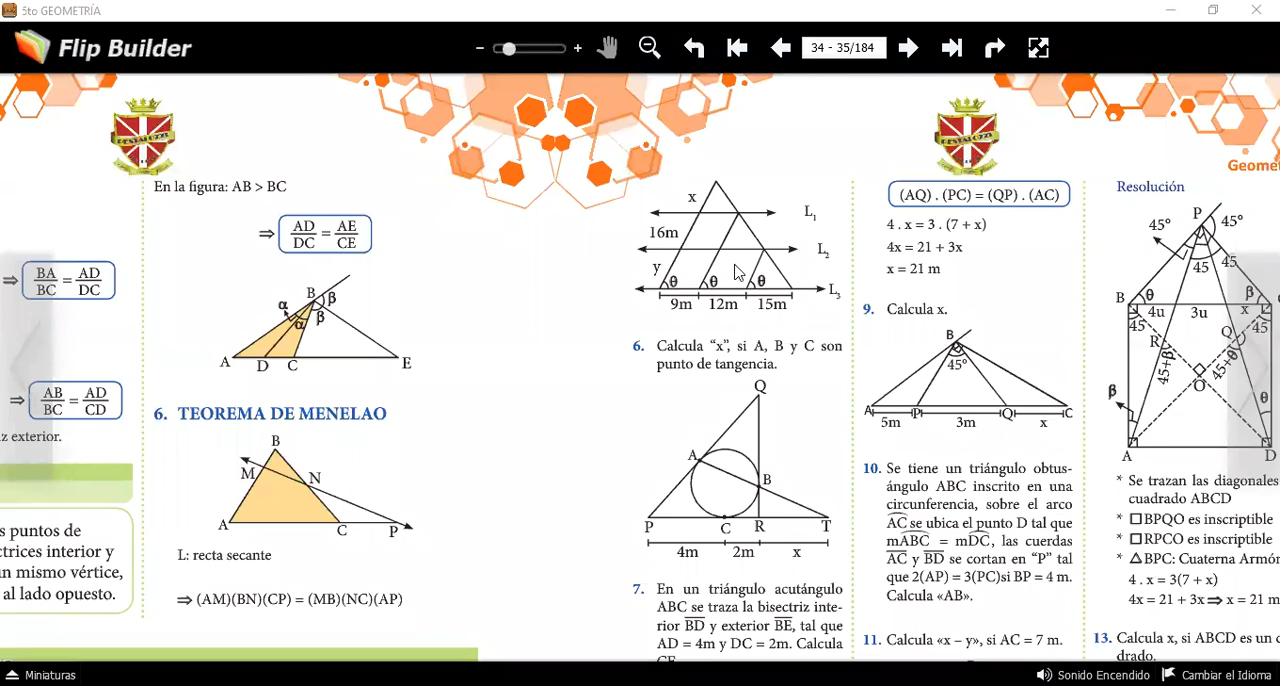 5to GEOMETRÍA
Flip Builder
34 - 35/184
BA/BC = AD/DC
AB/BC = AD/CD
z exterior.
s puntos de
ctrices interior y
un mismo vértice,
al lado opuesto.
En la figura: AB > BC
⇒ AD/DC = AE/CE
B
α
β
α
β
A
D
C
E
6. TEOREMA DE MENELAO
B
M
N
A
C
P
L: recta secante
⇒ (AM)(BN)(CP) = (MB)(NC)(AP)
x
L₁
16m
L₂
y
θ
θ
θ
L₃
9m
12m
15m
6. Calcula “x”, si A, B y C son
punto de tangencia.
Q
A
B
P
C
R
T
4m
2m
x
7. En un triángulo acutángulo
ABC se traza la bisectriz inte-
rior BD y exterior BE, tal que
AD = 4m y DC = 2m. Calcula
CE
(AQ) . (PC) = (QP) . (AC)
4 . x = 3 . (7 + x)
4x = 21 + 3x
x = 21 m
9. Calcula x.
B
45°
A
P
Q
C
5m
3m
x
10. Se tiene un triángulo obtus-
ángulo ABC inscrito en una
circunferencia, sobre el arco
AC se ubica el punto D tal que
mABC = mDC, las cuerdas
AC y BD se cortan en “P” tal
que 2(AP) = 3(PC)si BP = 4 m.
Calcula «AB».
11. Calcula «x – y», si AC = 7 m.
Geome
Resolución
P
45°
45°
45
45
B
θ
β
4u
3u
x
45
45
R
Q
45+β
45+θ
O
β
θ
A
D
* Se trazan las diagonales
cuadrado ABCD
* □BPQO es inscriptible
* □RPCO es inscriptible
* △BPC: Cuaterna Armó
4 . x = 3(7 + x)
4x = 21 + 3x ⇒ x = 21 m
13. Calcula x, si ABCD es un c
drado.
Miniaturas
Sonido Encendido
Cambiar el Idioma